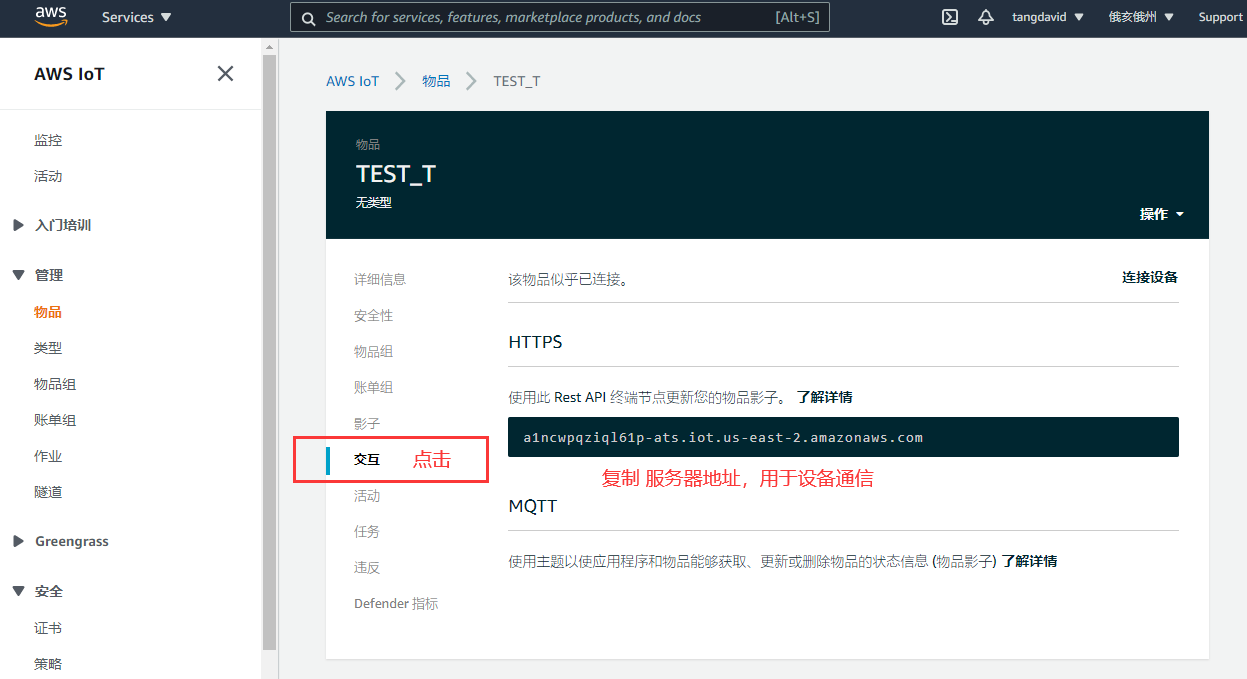 aws
Services
Search for services, features, marketplace products, and docs
[Alt+S]
tangdavid
俄亥俄州
Support
AWS IoT
监控
活动
入门培训
管理
物品
类型
物品组
账单组
作业
隧道
Greengrass
安全
证书
策略
AWS IoT
物品
TEST_T
物品
TEST_T
无类型
操作
详细信息
安全性
物品组
账单组
影子
交互
点击
活动
任务
违反
Defender 指标
该物品似乎已连接。
连接设备
HTTPS
使用此 Rest API 终端节点更新您的物品影子。 了解详情
a1ncwpqziql61p-ats.iot.us-east-2.amazonaws.com
复制 服务器地址，用于设备通信
MQTT
使用主题以使应用程序和物品能够获取、更新或删除物品的状态信息 (物品影子) 了解详情